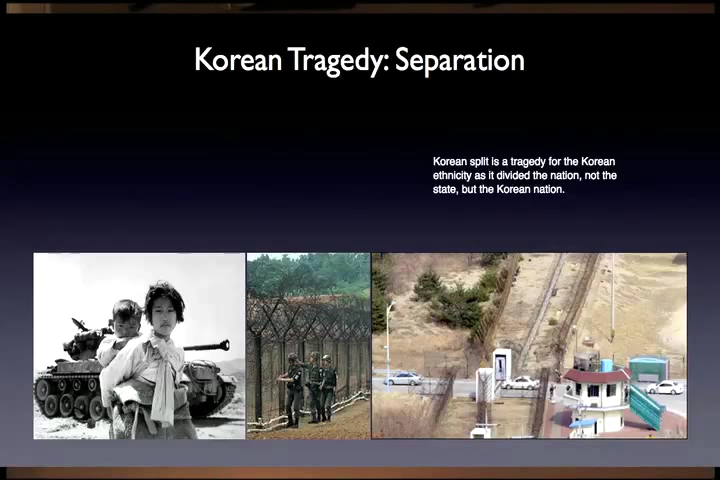 Korean Tragedy: Separation
Korean split is a tragedy for the Korean
ethnicity as it divided the nation, not the
state, but the Korean nation.